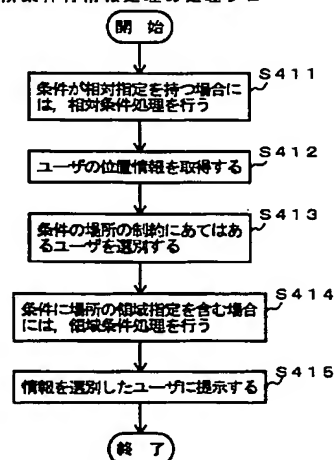 開 始
S411
条件が相対指定を持つ場合に
は，相対条件処理を行う
S412
ユーザの位置情報を取得する
S413
条件の場所の制約にあてはあ
るユーザを選別する
S414
条件に場所の領域指定を含む場合
には，領域条件処理を行う
S415
情報を選別したユーザに提示する
終 了